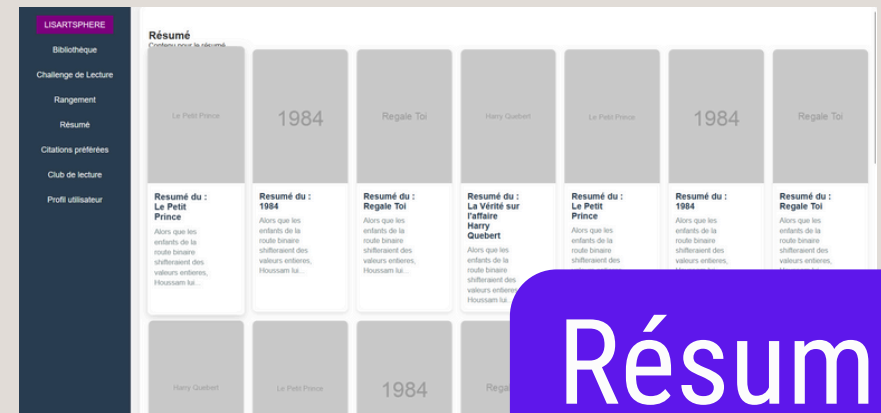 LISARTSPHERE
Bibliothèque
Challenge de Lecture
Rangement
Résumé
Citations préférées
Club de lecture
Profil utilisateur
Résumé
Contenu pour le résumé
Le Petit Prince
1984
Regale Toi
Harry Quebert
Le Petit Prince
1984
Regale Toi
Resumé du :
Le Petit
Prince
Alors que les
enfants de la
route binaire
shifteraient des
valeurs entieres,
Houssam lui...
Resumé du :
1984
Alors que les
enfants de la
route binaire
shifteraient des
valeurs entieres,
Houssam lui...
Resumé du :
Regale Toi
Alors que les
enfants de la
route binaire
shifteraient des
valeurs entieres,
Houssam lui...
Resumé du :
La Vérité sur
l'affaire
Harry
Quebert
Alors que les
enfants de la
route binaire
shifteraient des
valeurs entieres
Houssam lui
Resumé du :
Le Petit
Prince
Alors que les
enfants de la
route binaire
shifteraient des
Resumé du :
1984
Alors que les
enfants de la
route binaire
shifteraient des
Resumé du :
Regale Toi
Alors que les
enfants de la
route binaire
shifteraient des
Harry Quebert
Le Petit Prince
1984
Rega
Résum